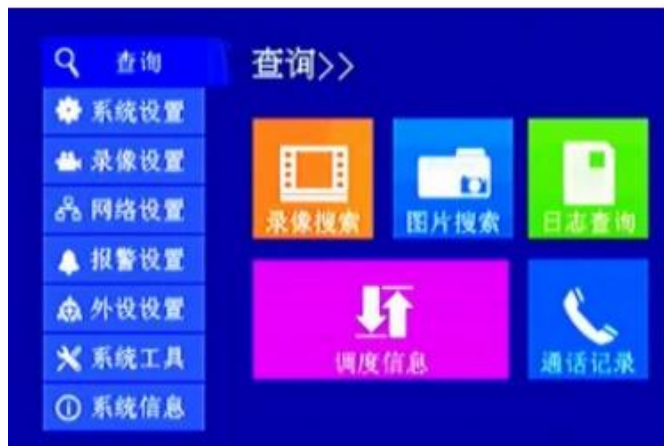 查询
系统设置
录像设置
网络设置
报警设置
外设设置
系统工具
系统信息
查询>>
录像搜索
图片搜索
日志查询
调度信息
通话记录